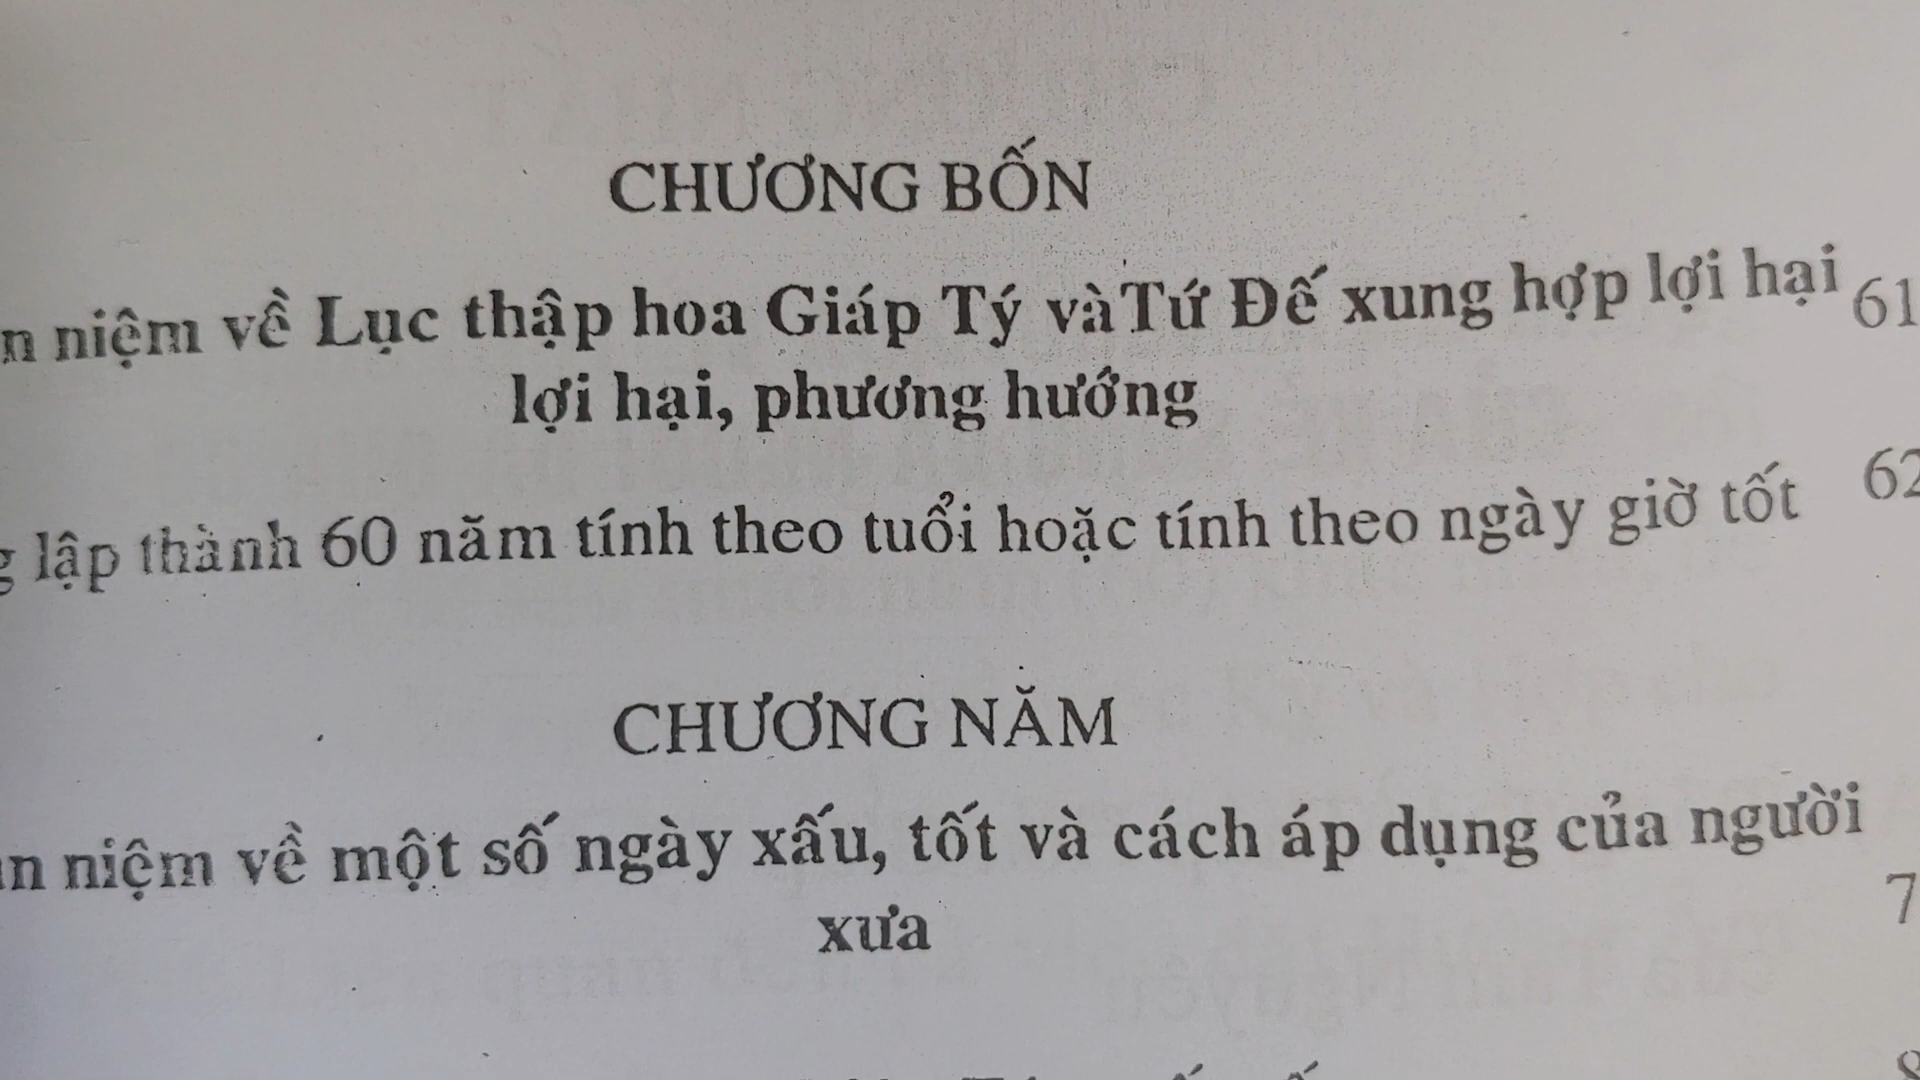 CHƯƠNG BỐN
niệm về Lục thập hoa Giáp Tý và Tứ Đế xung hợp lợi hại 61
lợi hại, phương hướng
lập thành 60 năm tính theo tuổi hoặc tính theo ngày giờ tốt 62
CHƯƠNG NĂM
niệm về một số ngày xấu, tốt và cách áp dụng của người
xưa 7